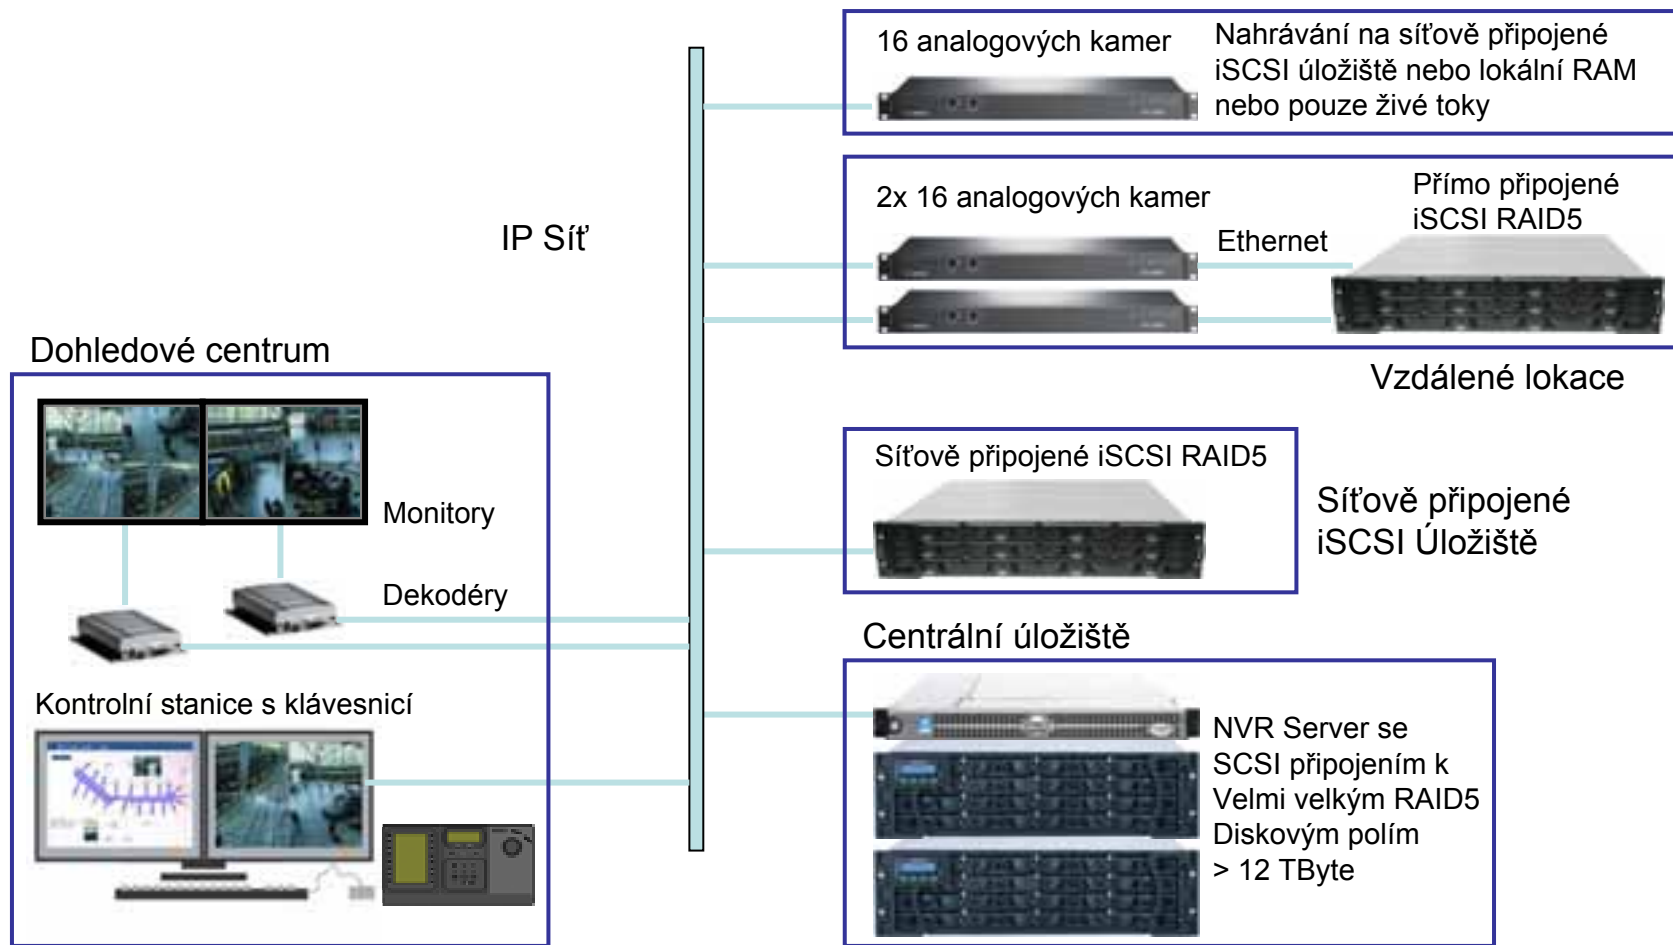 16 analogových kamer
Nahrávání na síťově připojené
iSCSI úložiště nebo lokální RAM
nebo pouze živé toky
2x 16 analogových kamer
Přímo připojené
iSCSI RAID5
Ethernet
IP Síť
Vzdálené lokace
Dohledové centrum
Monitory
Dekodéry
Kontrolní stanice s klávesnicí
Síťově připojené iSCSI RAID5
Síťově připojené
iSCSI Úložiště
Centrální úložiště
NVR Server se
SCSI připojením k
Velmi velkým RAID5
Diskovým polím
> 12 TByte